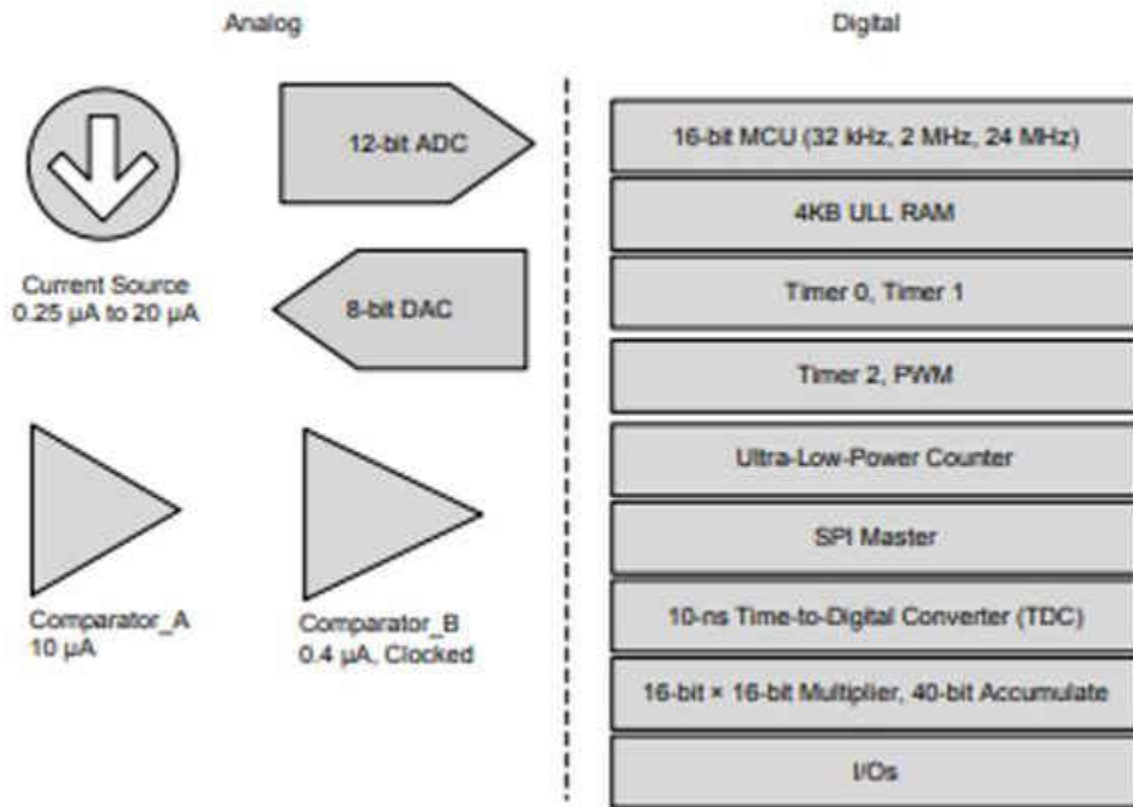 Analog
Digital
12-bit ADC
Current Source
0.25 µA to 20 µA
8-bit DAC
Comparator_A
10 µA
Comparator_B
0.4 µA, Clocked
16-bit MCU (32 kHz, 2 MHz, 24 MHz)
4KB ULL RAM
Timer 0, Timer 1
Timer 2, PWM
Ultra-Low-Power Counter
SPI Master
10-ns Time-to-Digital Converter (TDC)
16-bit × 16-bit Multiplier, 40-bit Accumulate
I/Os